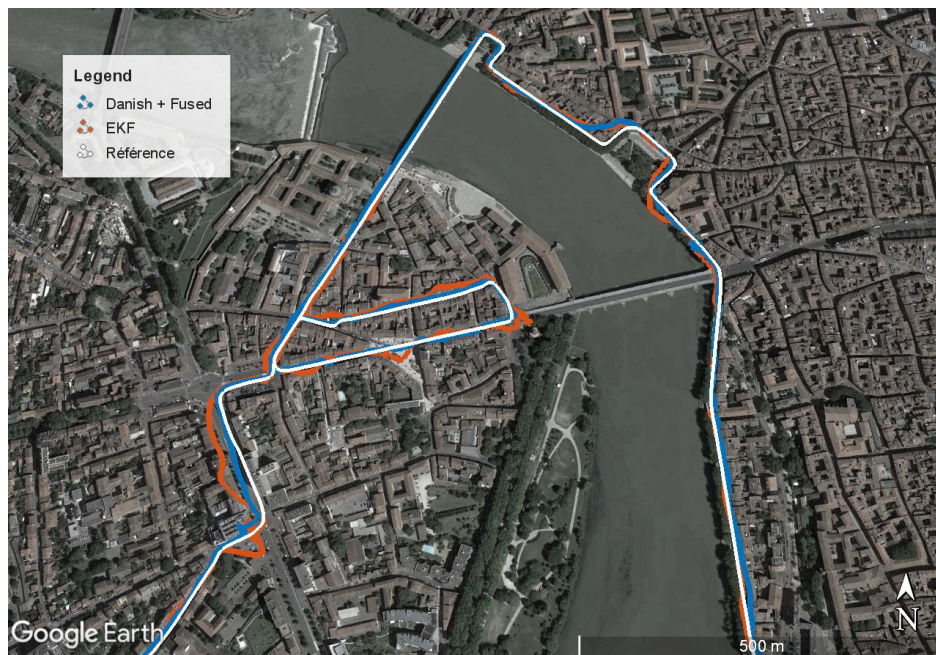 Legend
Danish + Fused
EKF
Référence
N
Google Earth
500 m